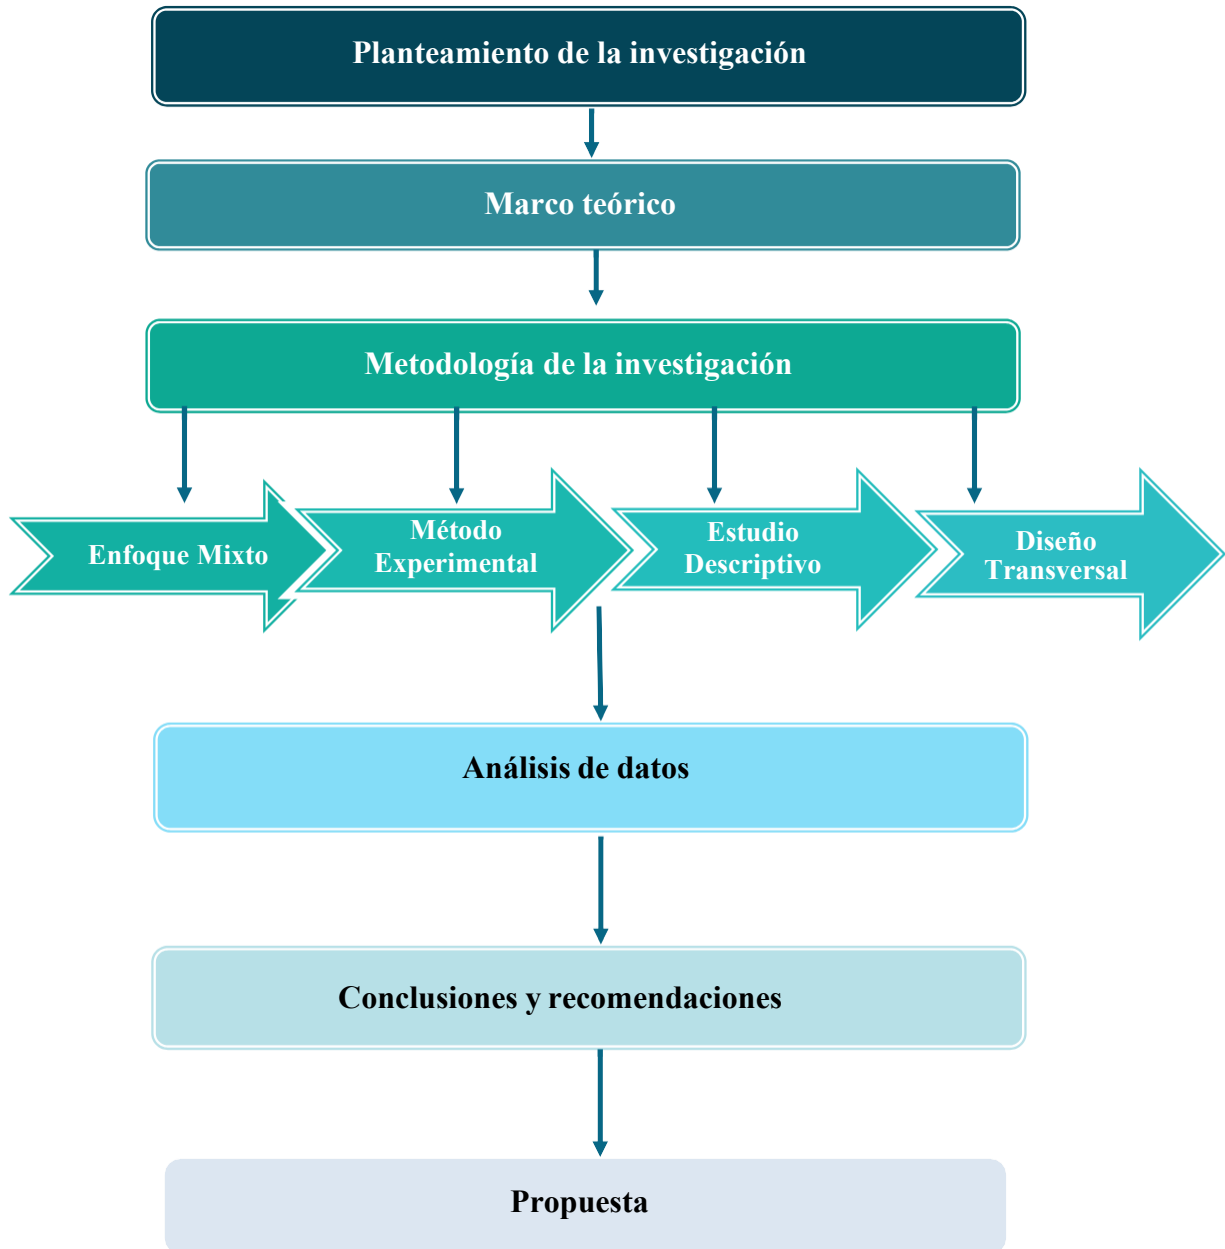 Planteamiento de la investigación
Marco teórico
Metodología de la investigación
Enfoque Mixto
Método
Experimental
Estudio
Descriptivo
Diseño
Transversal
Análisis de datos
Conclusiones y recomendaciones
Propuesta